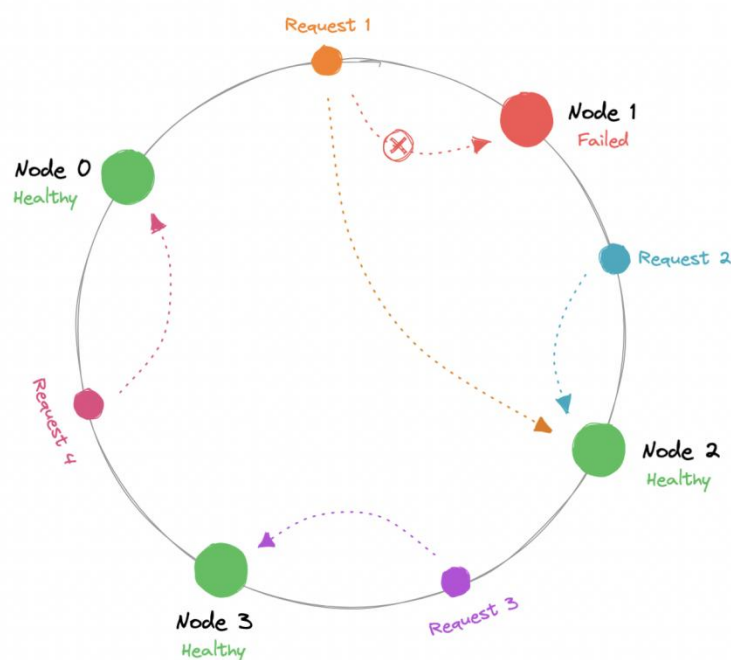 Request 1
Node 1
Failed
Node 0
Healthy
Request 2
Request 4
Node 2
Healthy
Request 3
Node 3
Healthy